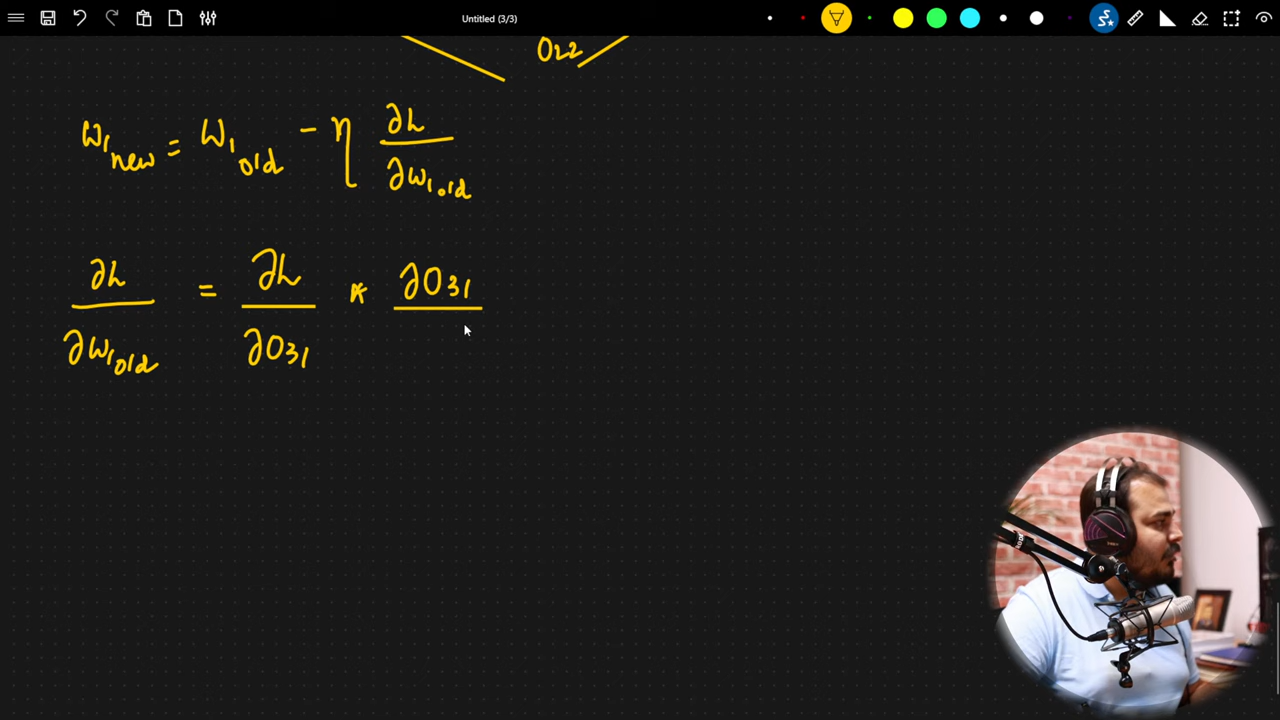 Untitled (3/3)
O22
W1new = W1old - η ∂L/∂W1old
∂L/∂W1old = ∂L/∂O31 * ∂O31/